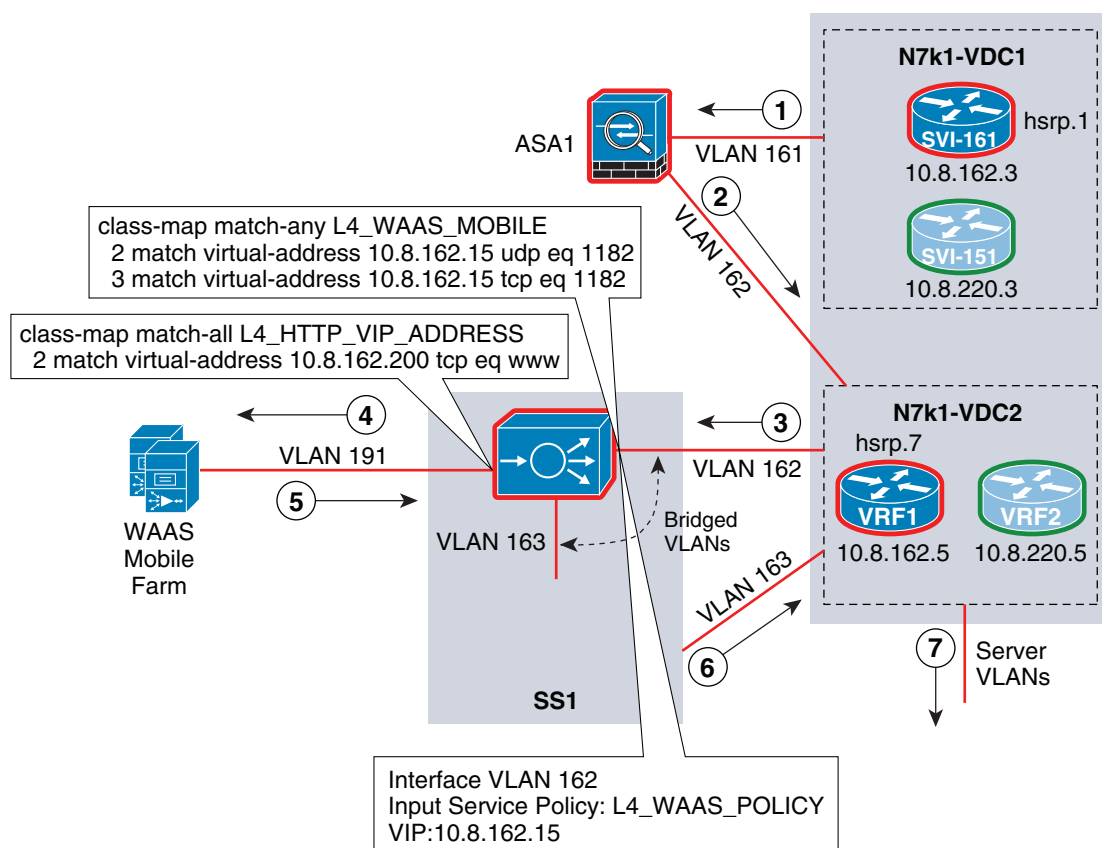 N7k1-VDC1
1
ASA1
VLAN 161
SVI-161
hsrp.1
10.8.162.3
2
VLAN 162
SVI-151
10.8.220.3
class-map match-any L4_WAAS_MOBILE
2 match virtual-address 10.8.162.15 udp eq 1182
3 match virtual-address 10.8.162.15 tcp eq 1182
class-map match-all L4_HTTP_VIP_ADDRESS
2 match virtual-address 10.8.162.200 tcp eq www
N7k1-VDC2
4
3
hsrp.7
VLAN 191
VLAN 162
5
VRF1
VRF2
WAAS
Mobile
Farm
VLAN 163
Bridged
VLANs
10.8.162.5
10.8.220.5
VLAN 163
6
7
Server
VLANs
SS1
Interface VLAN 162
Input Service Policy: L4_WAAS_POLICY
VIP:10.8.162.15